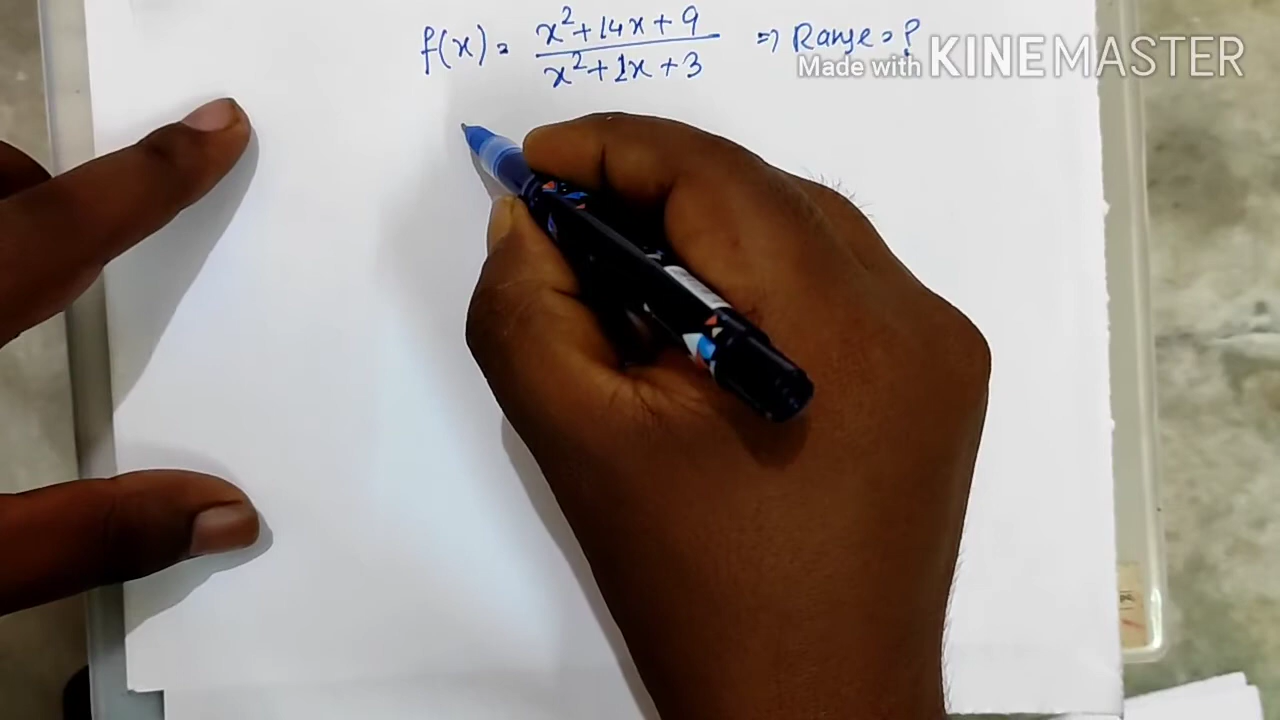 f(x) = x²+14x+9 / x²+2x+3 ⇒ Range = ?
Made with KINEMASTER